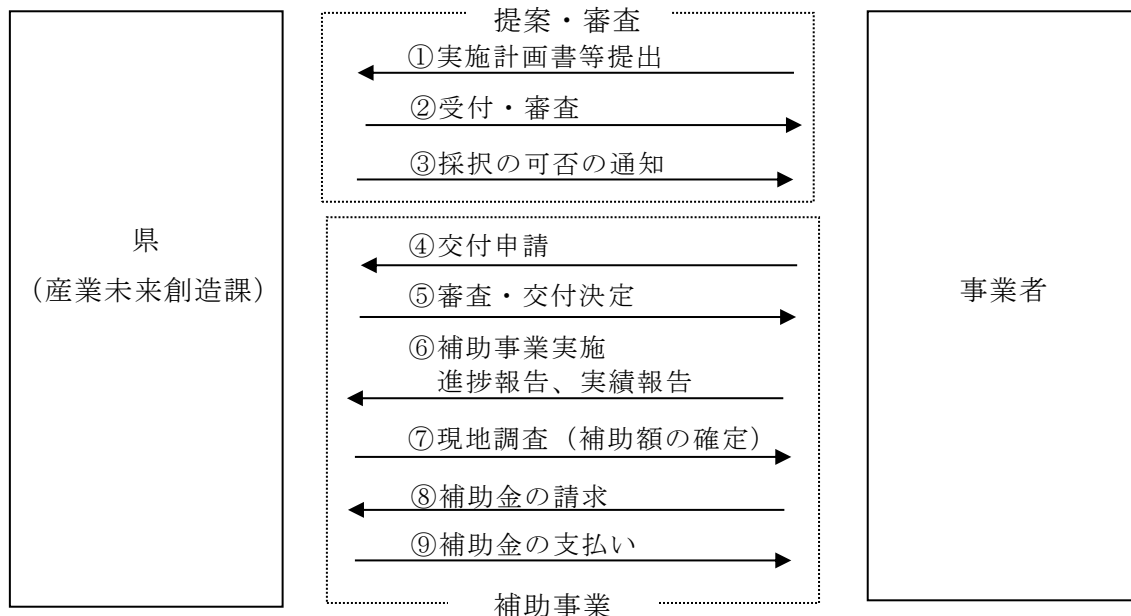 提案・審査
①実施計画書等提出
②受付・審査
③採択の可否の通知
県
（産業未来創造課）
④交付申請
⑤審査・交付決定
⑥補助事業実施
進捗報告、実績報告
⑦現地調査（補助額の確定）
⑧補助金の請求
⑨補助金の支払い
補助事業
事業者